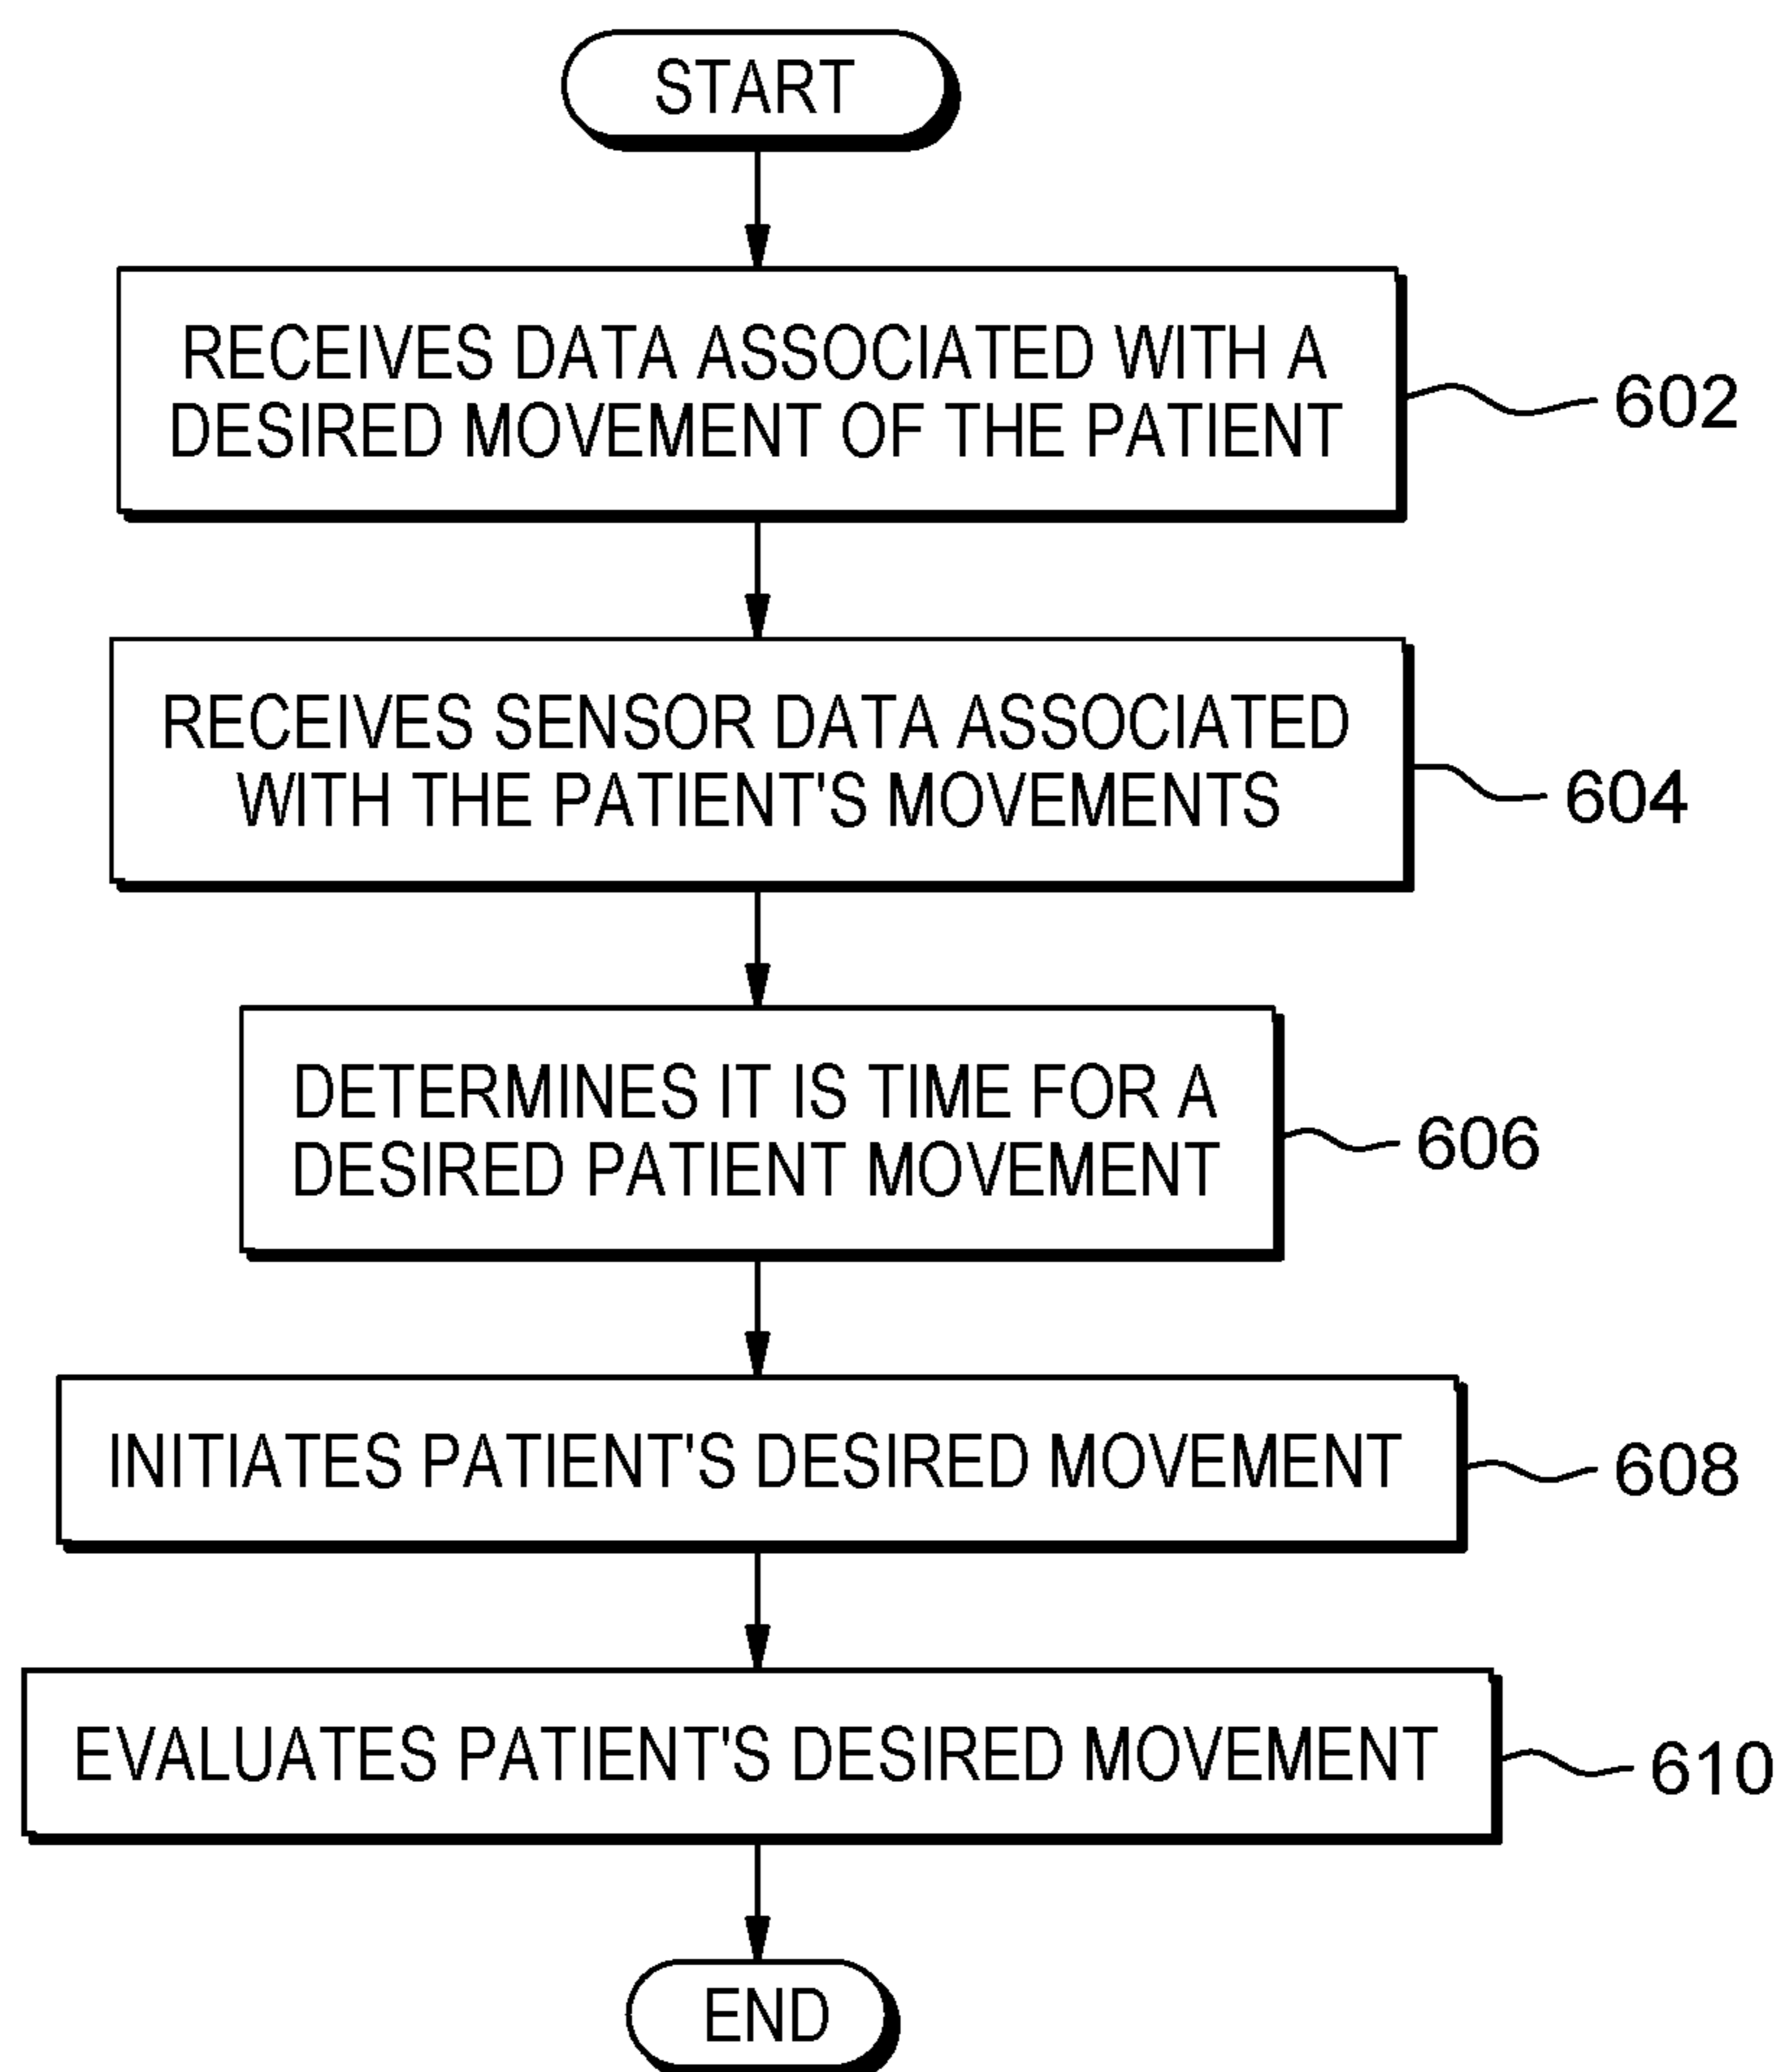 START
RECEIVES DATA ASSOCIATED WITH A
DESIRED MOVEMENT OF THE PATIENT
602
RECEIVES SENSOR DATA ASSOCIATED
WITH THE PATIENT'S MOVEMENTS
604
DETERMINES IT IS TIME FOR A
DESIRED PATIENT MOVEMENT
606
INITIATES PATIENT'S DESIRED MOVEMENT
608
EVALUATES PATIENT'S DESIRED MOVEMENT
610
END